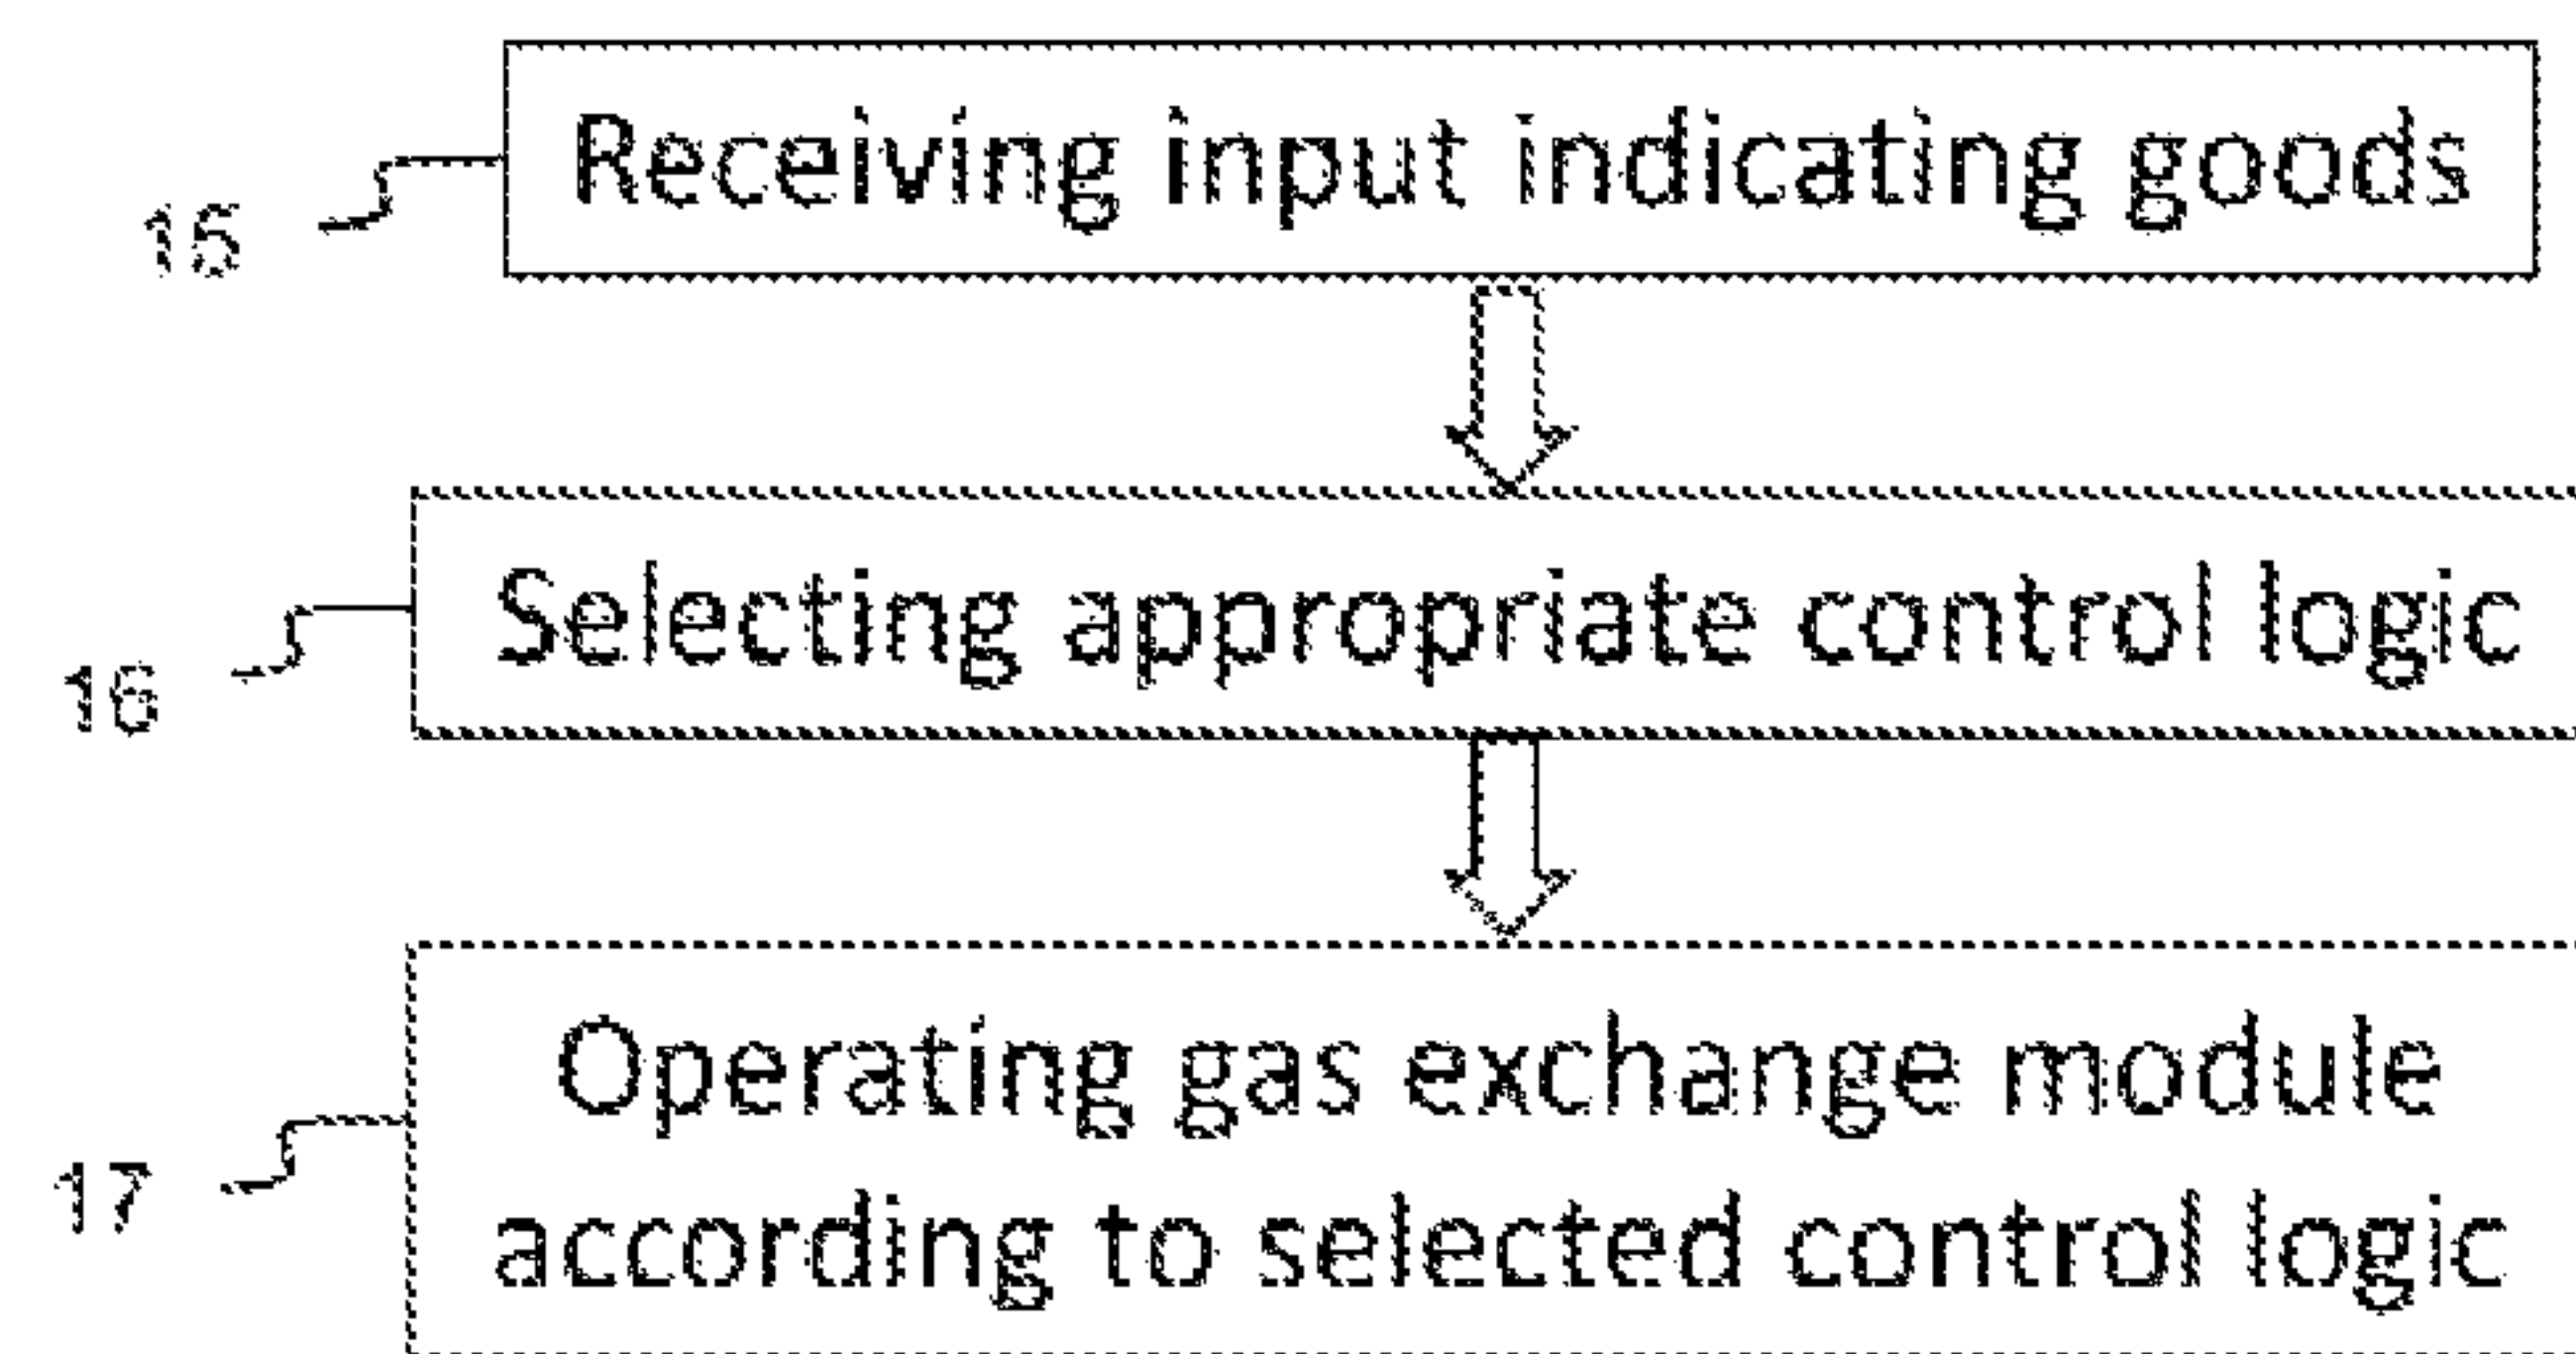 15
Receiving input indicating goods
16
Selecting appropriate control logic
17
Operating gas exchange module
according to selected control logic